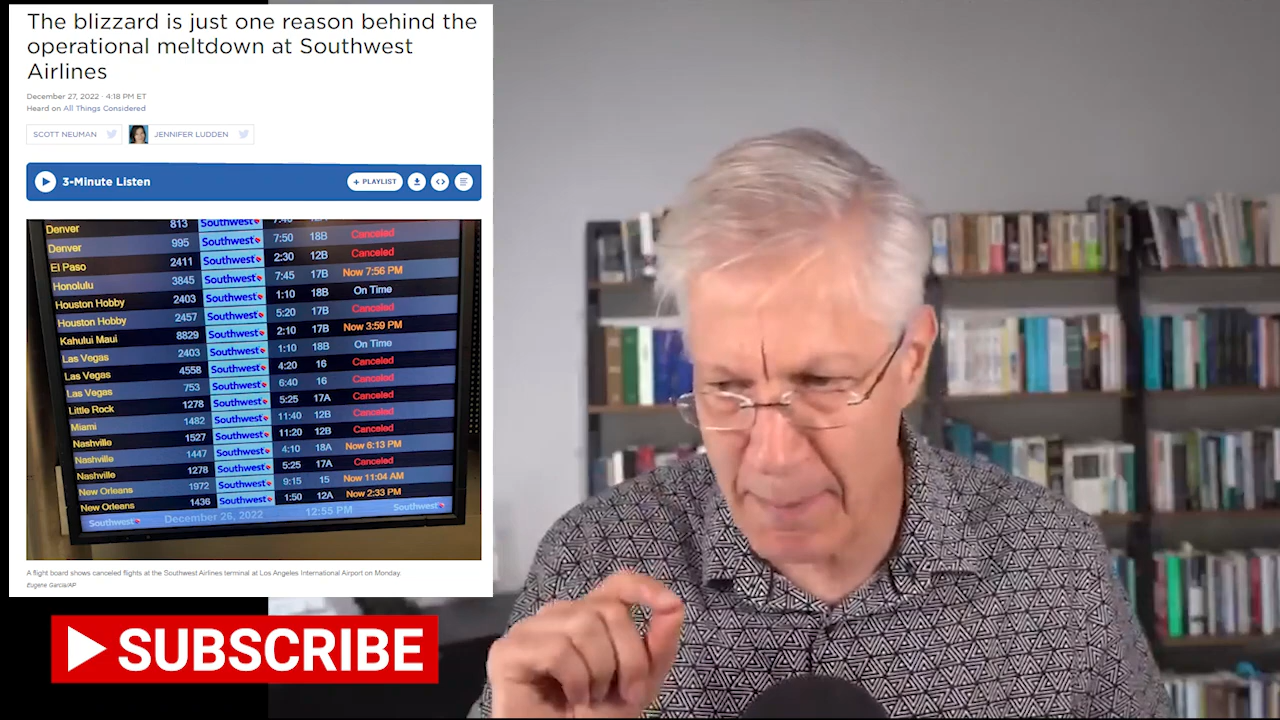 The blizzard is just one reason behind the
operational meltdown at Southwest
Airlines
December 27, 2022 · 4:18 PM ET
Heard on All Things Considered
SCOTT NEUMAN JENNIFER LUDDEN
3-Minute Listen + PLAYLIST
Denver 813 Southwest Canceled
Denver 995 Southwest 7:50 18B Canceled
El Paso 2411 Southwest 2:30 12B Now 7:56 PM
Honolulu 3845 Southwest 7:45 17B On Time
Houston Hobby 2403 Southwest 1:10 18B Canceled
Houston Hobby 2457 Southwest 5:20 17B Now 3:59 PM
Kahului Maui 8829 Southwest 2:10 17B On Time
Las Vegas 2403 Southwest 1:10 18B Canceled
Las Vegas 4558 Southwest 4:20 16 Canceled
Las Vegas 753 Southwest 6:40 16 Canceled
Little Rock 1278 Southwest 5:25 17A Canceled
Miami 1482 Southwest 11:40 12B Canceled
Nashville 1527 Southwest 11:20 12B Now 6:13 PM
Nashville 1447 Southwest 4:10 18A Canceled
Nashville 1278 Southwest 5:25 17A Now 11:04 AM
New Orleans 1972 Southwest 9:15 15 Now 2:33 PM
New Orleans 1436 Southwest 1:50 12A
Southwest December 26, 2022 12:55 PM Southwest
A flight board shows canceled flights at the Southwest Airlines terminal at Los Angeles International Airport on Monday.
Eugene Garcia/AP
SUBSCRIBE